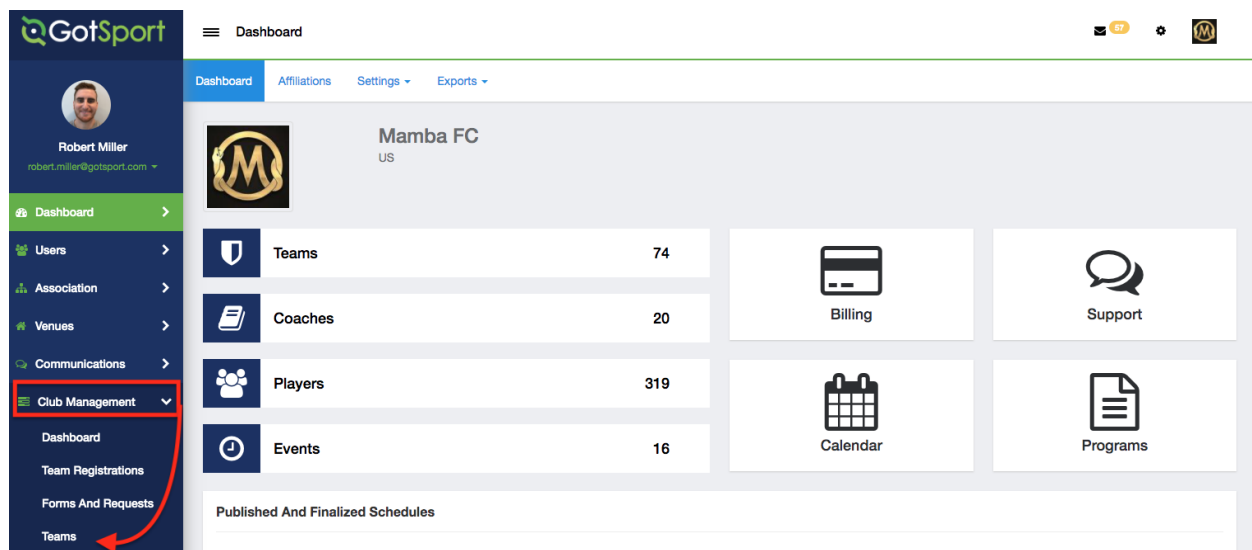 GotSport
Dashboard
57
Robert Miller
robert.miller@gotsport.com
Dashboard
Users
Association
Venues
Communications
Club Management
Dashboard
Team Registrations
Forms And Requests
Teams
Dashboard Affiliations Settings Exports
M
Mamba FC
US
Teams 74
Coaches 20
Players 319
Events 16
Billing
Support
Calendar
Programs
Published And Finalized Schedules